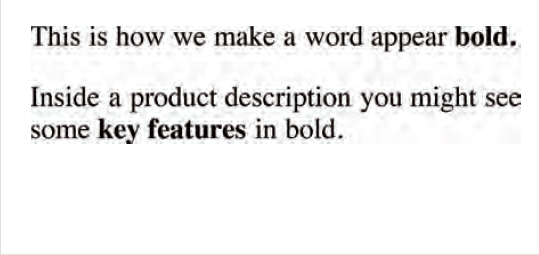 This is how we make a word appear bold.
Inside a product description you might see
some key features in bold.